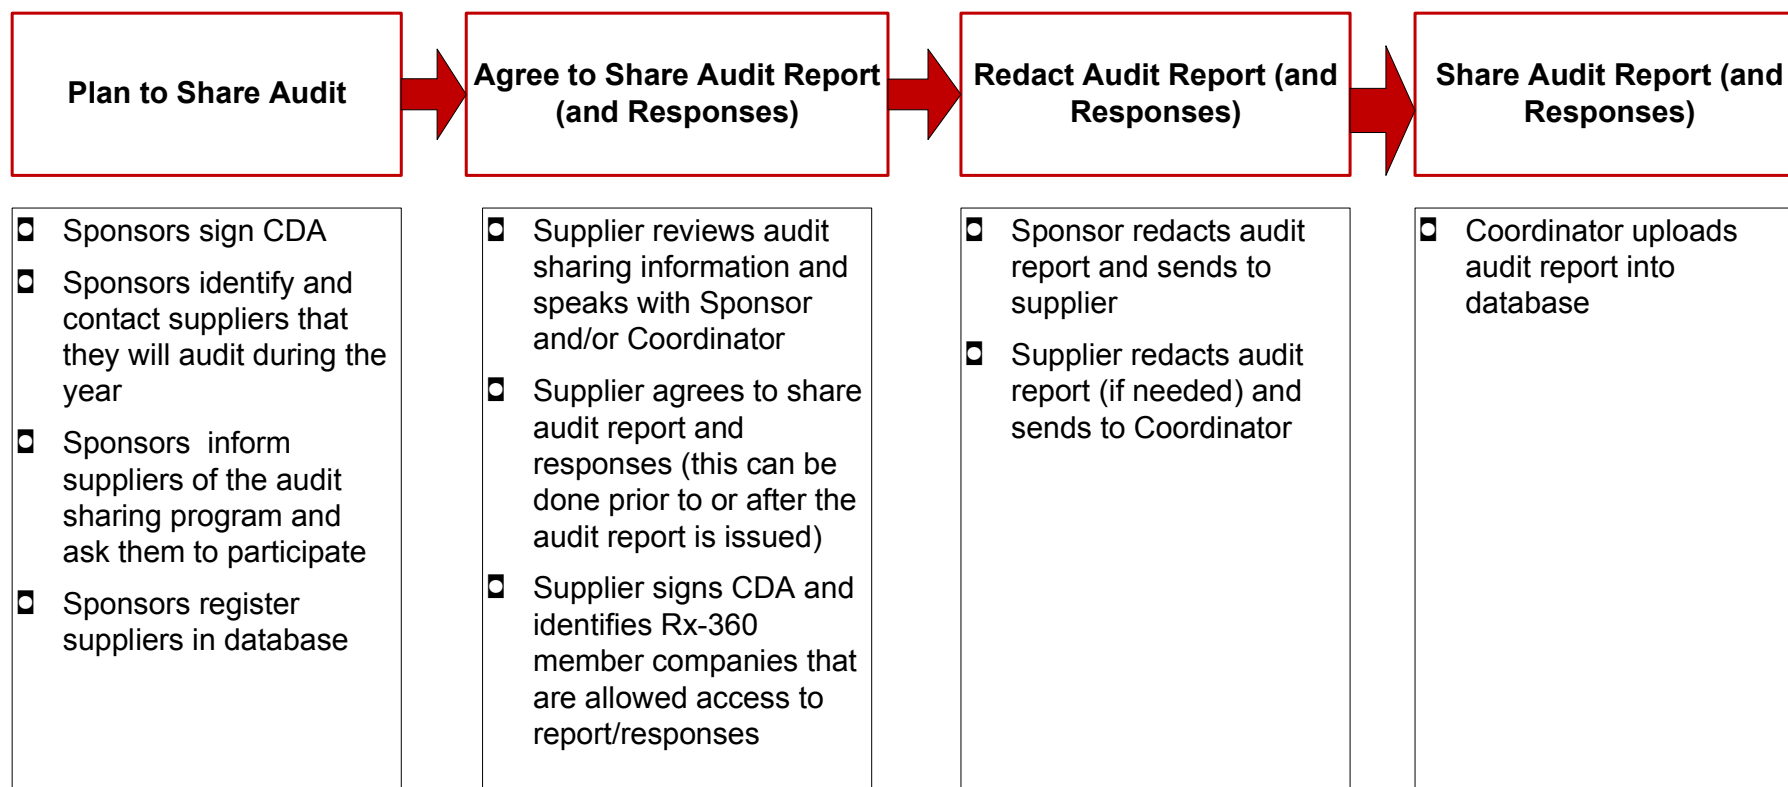 Plan to Share Audit
Agree to Share Audit Report
(and Responses)
Redact Audit Report (and
Responses)
Share Audit Report (and
Responses)
Sponsors sign CDA
Sponsors identify and
contact suppliers that
they will audit during the
year
Sponsors inform
suppliers of the audit
sharing program and
ask them to participate
Sponsors register
suppliers in database
Supplier reviews audit
sharing information and
speaks with Sponsor
and/or Coordinator
Supplier agrees to share
audit report and
responses (this can be
done prior to or after the
audit report is issued)
Supplier signs CDA and
identifies Rx-360
member companies that
are allowed access to
report/responses
Sponsor redacts audit
report and sends to
supplier
Supplier redacts audit
report (if needed) and
sends to Coordinator
Coordinator uploads
audit report into
database